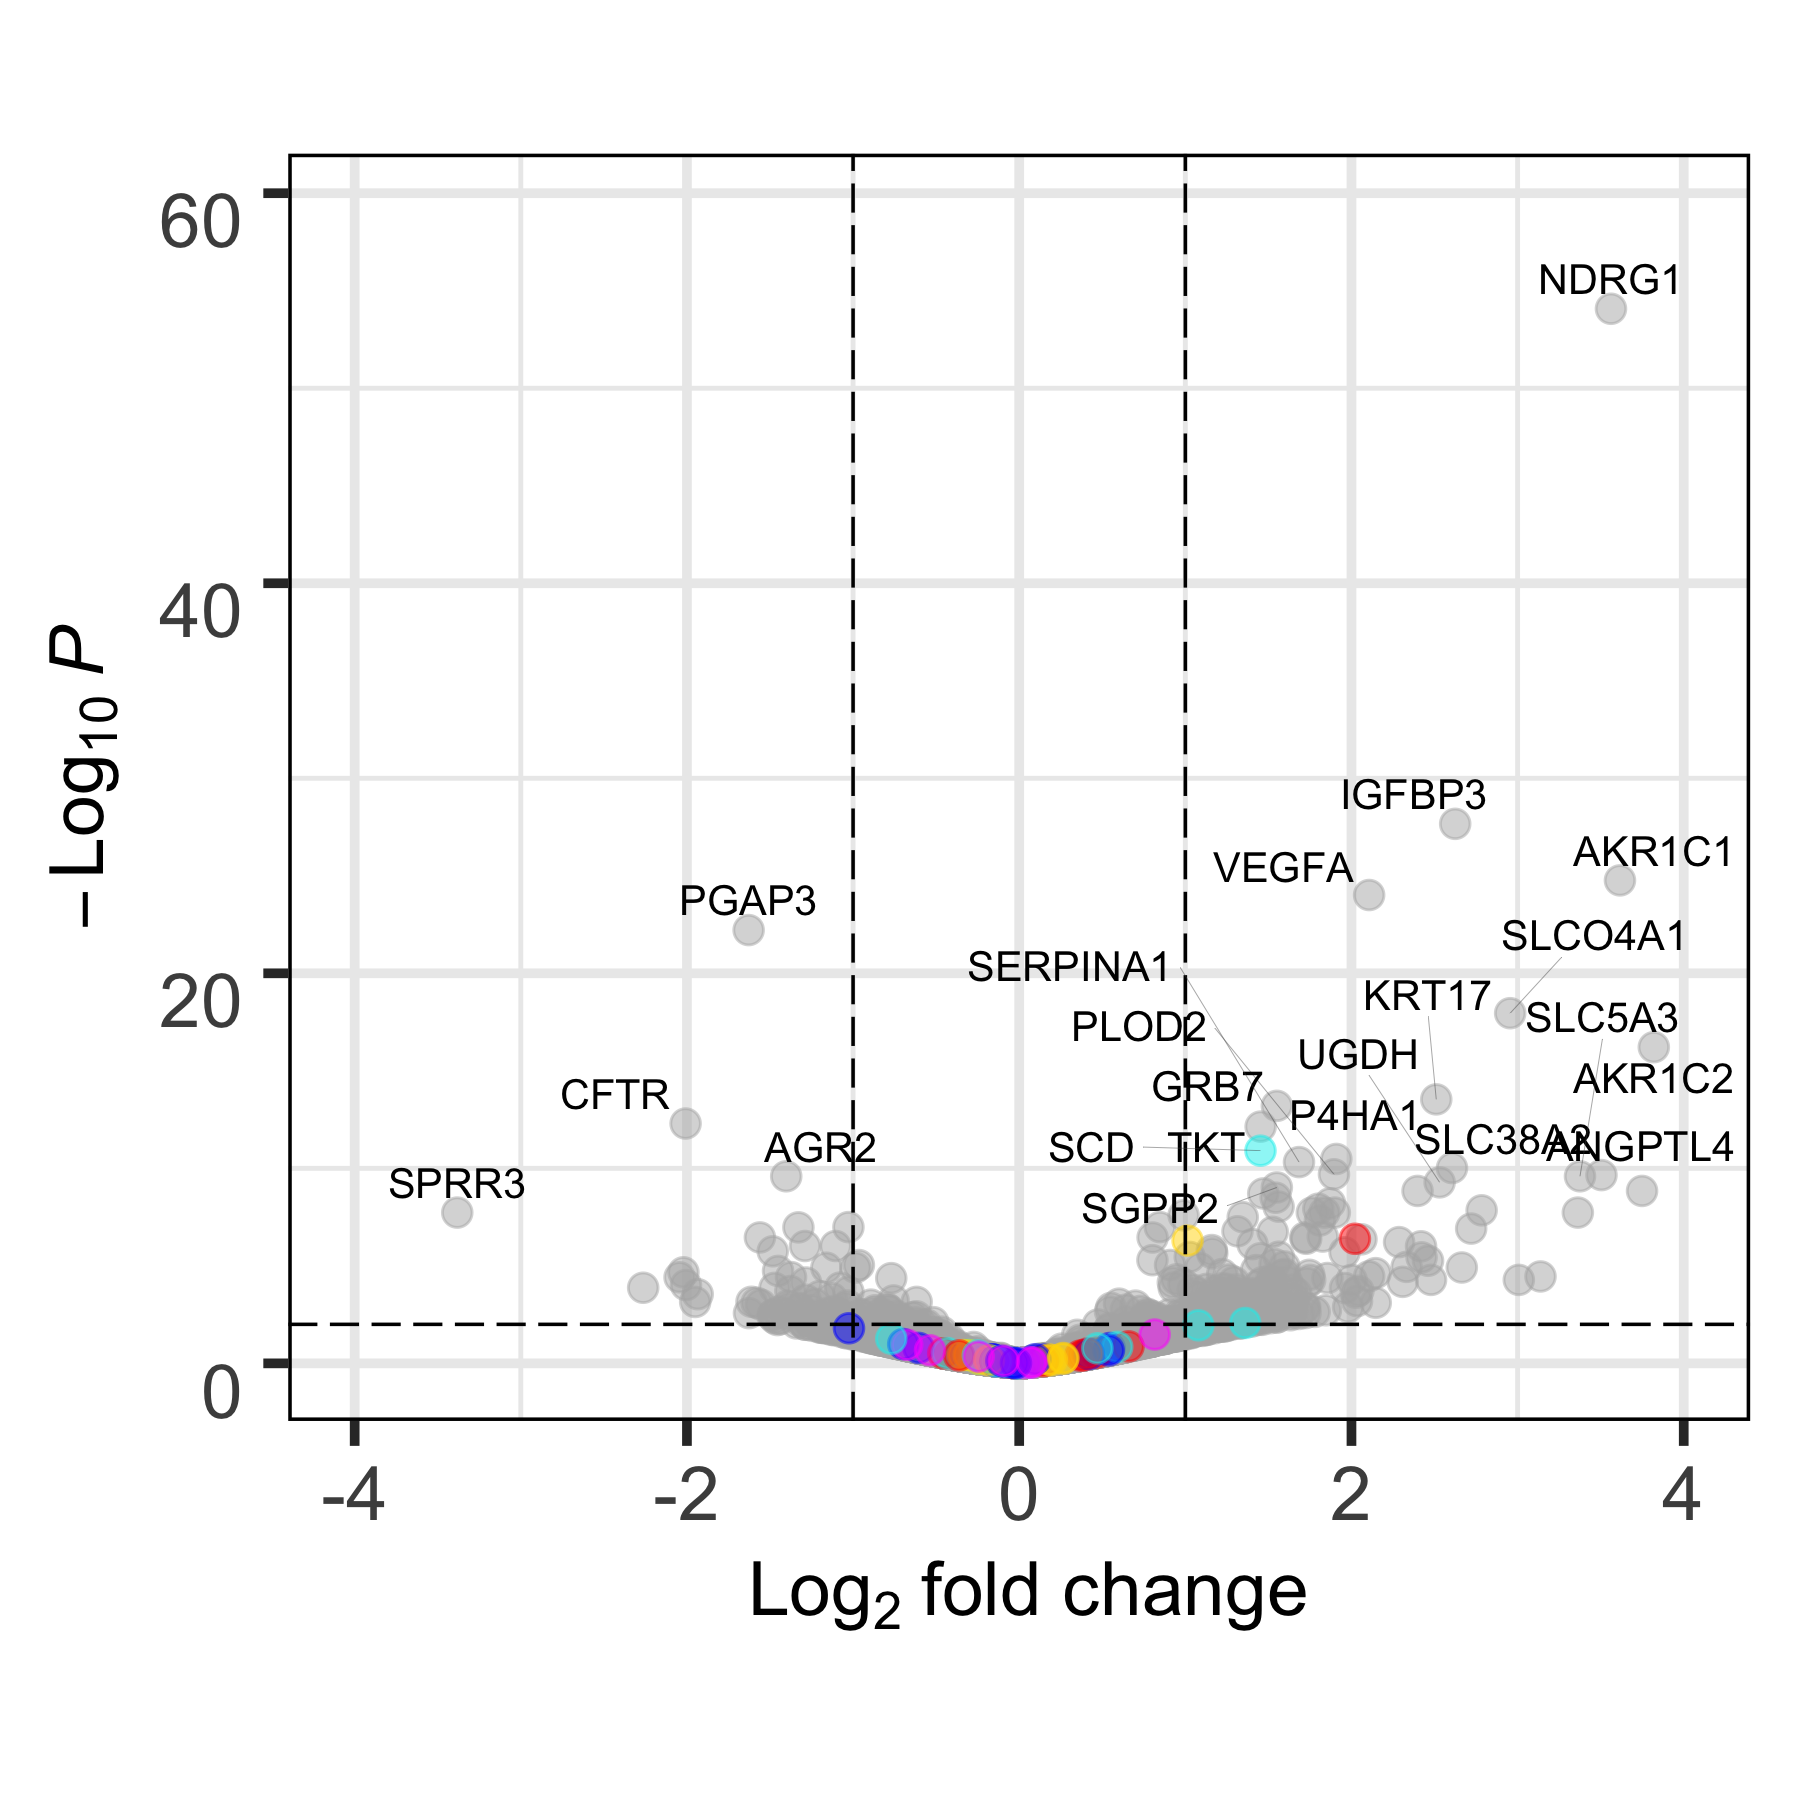 60
NDRG1
40
IGFBP3
AKR1C1
VEGFA
PGAP3
SLCO4A1
SERPINA1
20
KRT17
SLC5A3
PLOD2
UGDH
AKR1C2
GRB7
CFTR
P4HA1
SLC38A2
ANGPTL4
SCD
TKT
AGR2
SPRR3
SGPP2
0
-4
-2
0
2
4
Log2 fold change
−Log10 P